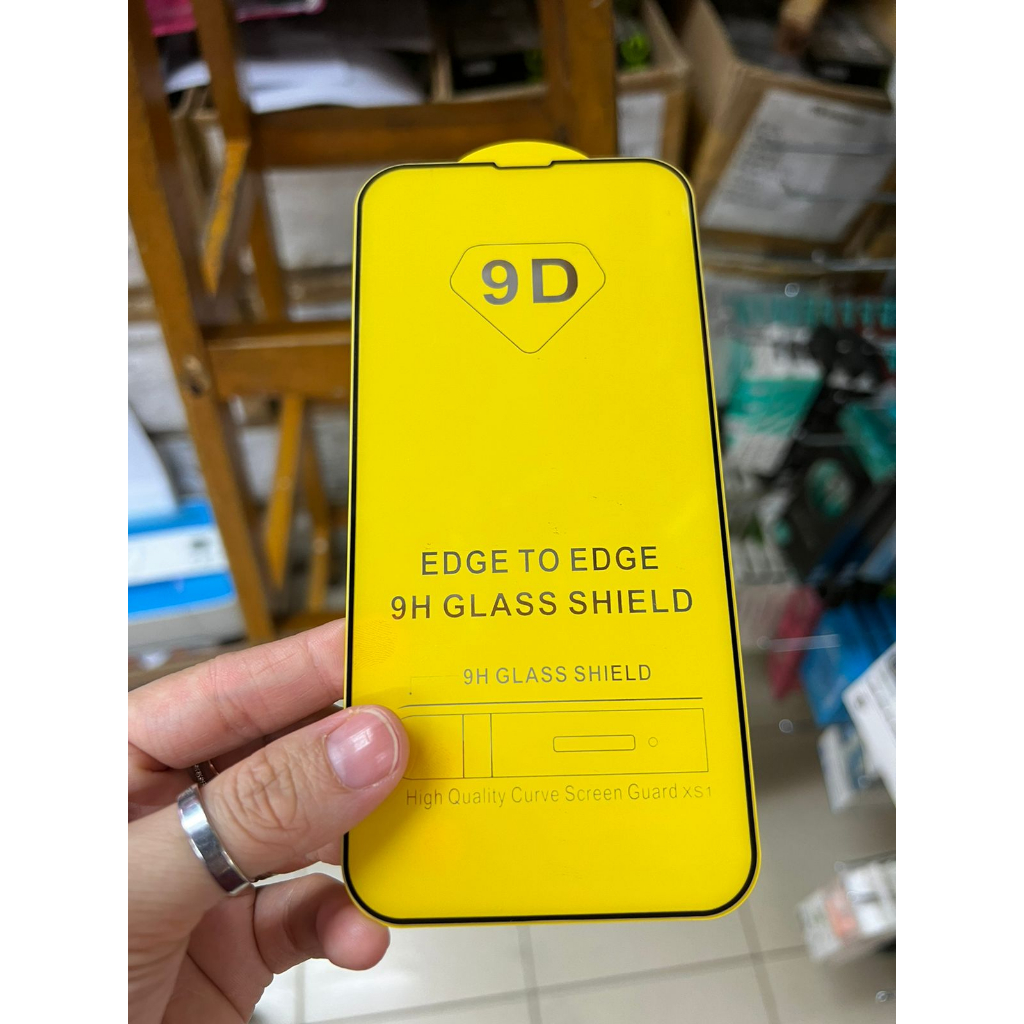 9D
EDGE TO EDGE
9H GLASS SHIELD
9H GLASS SHIELD
High Quality Curve Screen Guard XS1